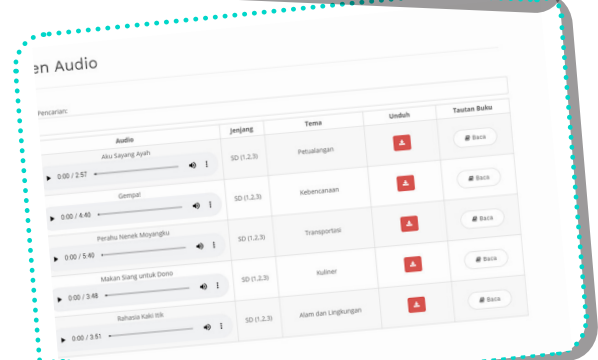 en Audio
Pencarian:
Audio Jenjang Tema Unduh Tautan Buku
Aku Sayang Ayah
0:00 / 2:57 SD (1,2,3) Petualangan Baca
Gempa!
0:00 / 4:40 SD (1,2,3) Kebencanaan Baca
Perahu Nenek Moyangku
0:00 / 5:40 SD (1,2,3) Transportasi Baca
Makan Siang untuk Dono
0:00 / 3:48 SD (1,2,3) Kuliner Baca
Rahasia Kaki Itik
0:00 / 3:51 SD (1,2,3) Alam dan Lingkungan Baca